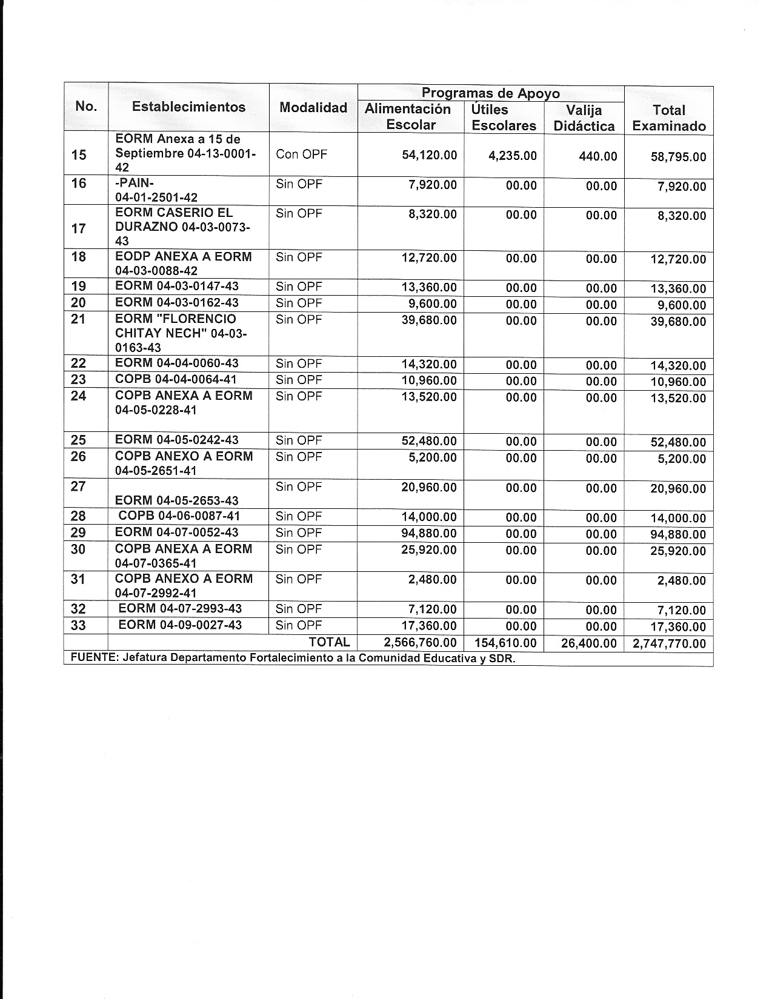 No. Establecimientos Modalidad Programas de Apoyo Total Examinado
Alimentación Escolar Útiles Escolares Valija Didáctica
15 EORM Anexa a 15 de Septiembre 04-13-0001-42 Con OPF 54,120.00 4,235.00 440.00 58,795.00
16 -PAIN- 04-01-2501-42 Sin OPF 7,920.00 00.00 00.00 7,920.00
17 EORM CASERIO EL DURAZNO 04-03-0073-43 Sin OPF 8,320.00 00.00 00.00 8,320.00
18 EODP ANEXA A EORM 04-03-0088-42 Sin OPF 12,720.00 00.00 00.00 12,720.00
19 EORM 04-03-0147-43 Sin OPF 13,360.00 00.00 00.00 13,360.00
20 EORM 04-03-0162-43 Sin OPF 9,600.00 00.00 00.00 9,600.00
21 EORM "FLORENCIO CHITAY NECH" 04-03-0163-43 Sin OPF 39,680.00 00.00 00.00 39,680.00
22 EORM 04-04-0060-43 Sin OPF 14,320.00 00.00 00.00 14,320.00
23 COPB 04-04-0064-41 Sin OPF 10,960.00 00.00 00.00 10,960.00
24 COPB ANEXA A EORM 04-05-0228-41 Sin OPF 13,520.00 00.00 00.00 13,520.00
25 EORM 04-05-0242-43 Sin OPF 52,480.00 00.00 00.00 52,480.00
26 COPB ANEXO A EORM 04-05-2651-41 Sin OPF 5,200.00 00.00 00.00 5,200.00
27 EORM 04-05-2653-43 Sin OPF 20,960.00 00.00 00.00 20,960.00
28 COPB 04-06-0087-41 Sin OPF 14,000.00 00.00 00.00 14,000.00
29 EORM 04-07-0052-43 Sin OPF 94,880.00 00.00 00.00 94,880.00
30 COPB ANEXA A EORM 04-07-0365-41 Sin OPF 25,920.00 00.00 00.00 25,920.00
31 COPB ANEXO A EORM 04-07-2992-41 Sin OPF 2,480.00 00.00 00.00 2,480.00
32 EORM 04-07-2993-43 Sin OPF 7,120.00 00.00 00.00 7,120.00
33 EORM 04-09-0027-43 Sin OPF 17,360.00 00.00 00.00 17,360.00
TOTAL 2,566,760.00 154,610.00 26,400.00 2,747,770.00
FUENTE: Jefatura Departamento Fortalecimiento a la Comunidad Educativa y SDR.